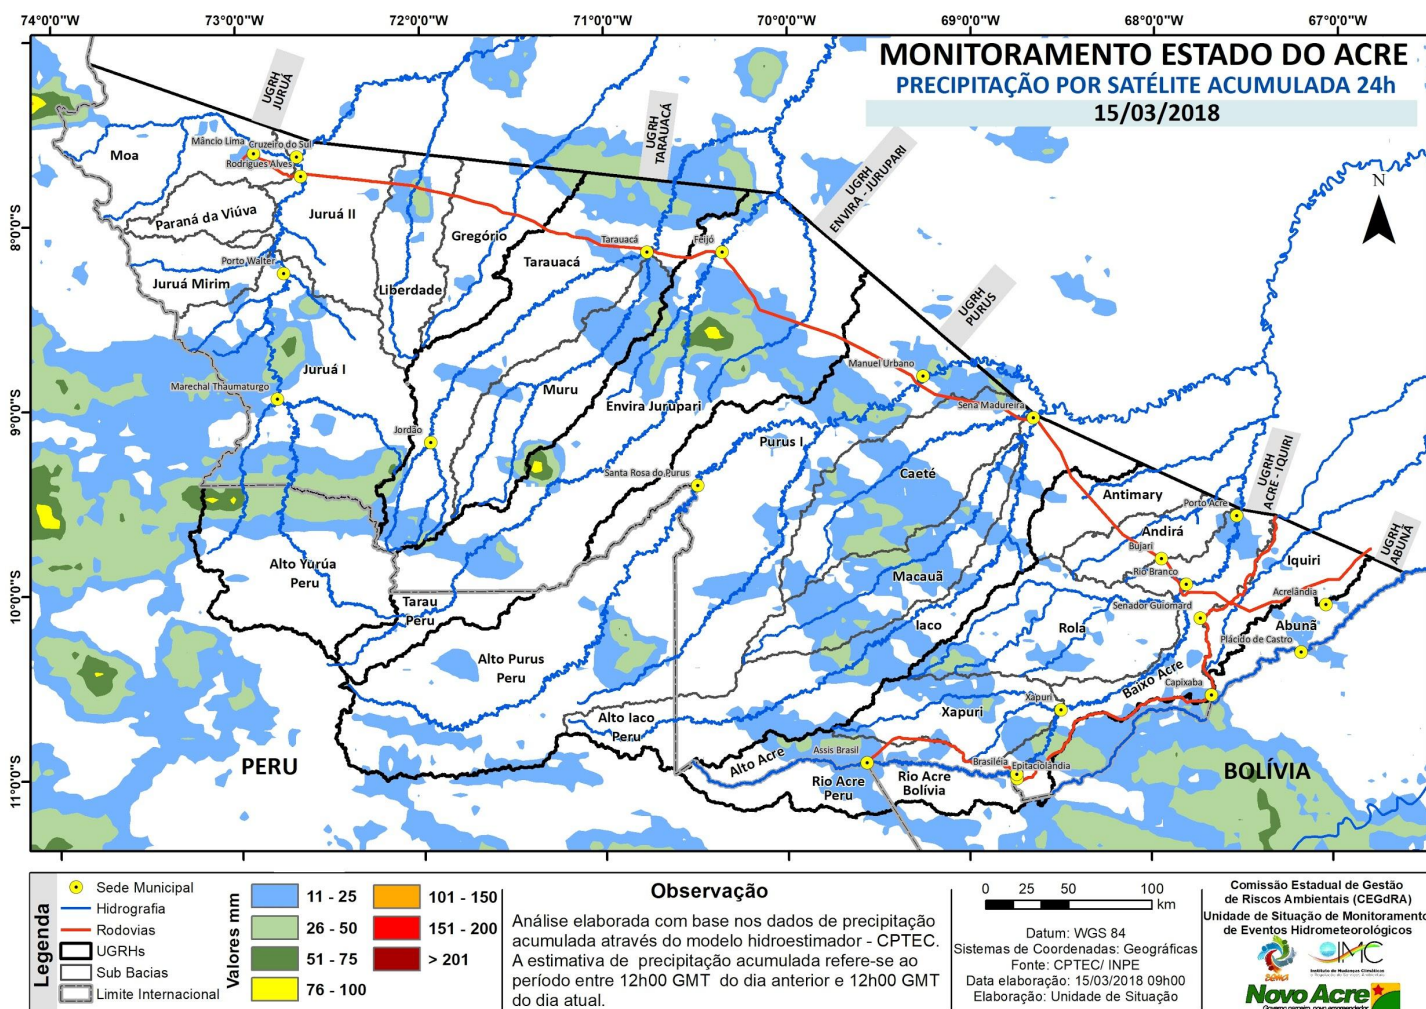 74°0'0"W 73°0'0"W 72°0'0"W 71°0'0"W 70°0'0"W 69°0'0"W 68°0'0"W 67°0'0"W
MONITORAMENTO ESTADO DO ACRE
PRECIPITAÇÃO POR SATÉLITE ACUMULADA 24h
15/03/2018
N
8°0'0"S
9°0'0"S
10°0'0"S
11°0'0"S
UGRH
JURUÁ
UGRH
TARAUACÁ
UGRH
ENVIRA - JURUPARI
UGRH
PURUS
UGRH
ACRE - IQUIRI
UGRH
ABUNÃ
Mâncio Lima
Cruzeiro do Sul
Rodrigues Alves
Moa
Paraná da Viúva
Juruá II
Gregório
Tarauacá
Tarauacá
Feijó
Porto Walter
Juruá Mirim
Liberdade
Juruá I
Marechal Thaumaturgo
Muru
Envira Jurupari
Manuel Urbano
Sena Madureira
Jordão
Purus I
Santa Rosa do Purus
Caeté
Antimary
Porto Acre
Andirá
Bujari
Rio Branco
Iquiri
Acrelândia
Alto Yurúa
Peru
Tarau
Peru
Macauã
Iaco
Senador Guiomard
Rola
Abunã
Plácido de Castro
Alto Purus
Peru
Baixo Acre
Capixaba
Xapuri
Xapuri
Alto Iaco
Peru
PERU
Alto Acre
Assis Brasil
Rio Acre
Peru
Rio Acre
Bolívia
Brasiléia
Epitaciolândia
BOLÍVIA
Legenda
Sede Municipal
Hidrografia
Rodovias
UGRHs
Sub Bacias
Limite Internacional
Valores mm
11 - 25
26 - 50
51 - 75
76 - 100
101 - 150
151 - 200
> 201
Observação
Análise elaborada com base nos dados de precipitação
acumulada através do modelo hidroestimador - CPTEC.
A estimativa de precipitação acumulada refere-se ao
período entre 12h00 GMT do dia anterior e 12h00 GMT
do dia atual.
0 25 50 100
km
Datum: WGS 84
Sistemas de Coordenadas: Geográficas
Fonte: CPTEC/ INPE
Data elaboração: 15/03/2018 09h00
Elaboração: Unidade de Situação
Comissão Estadual de Gestão
de Riscos Ambientais (CEGdRA)
Unidade de Situação de Monitoramento
de Eventos Hidrometeorológicos
sema
IMC
Instituto de Mudanças Climáticas
Novo Acre
Governo parceiro, povo empreendedor